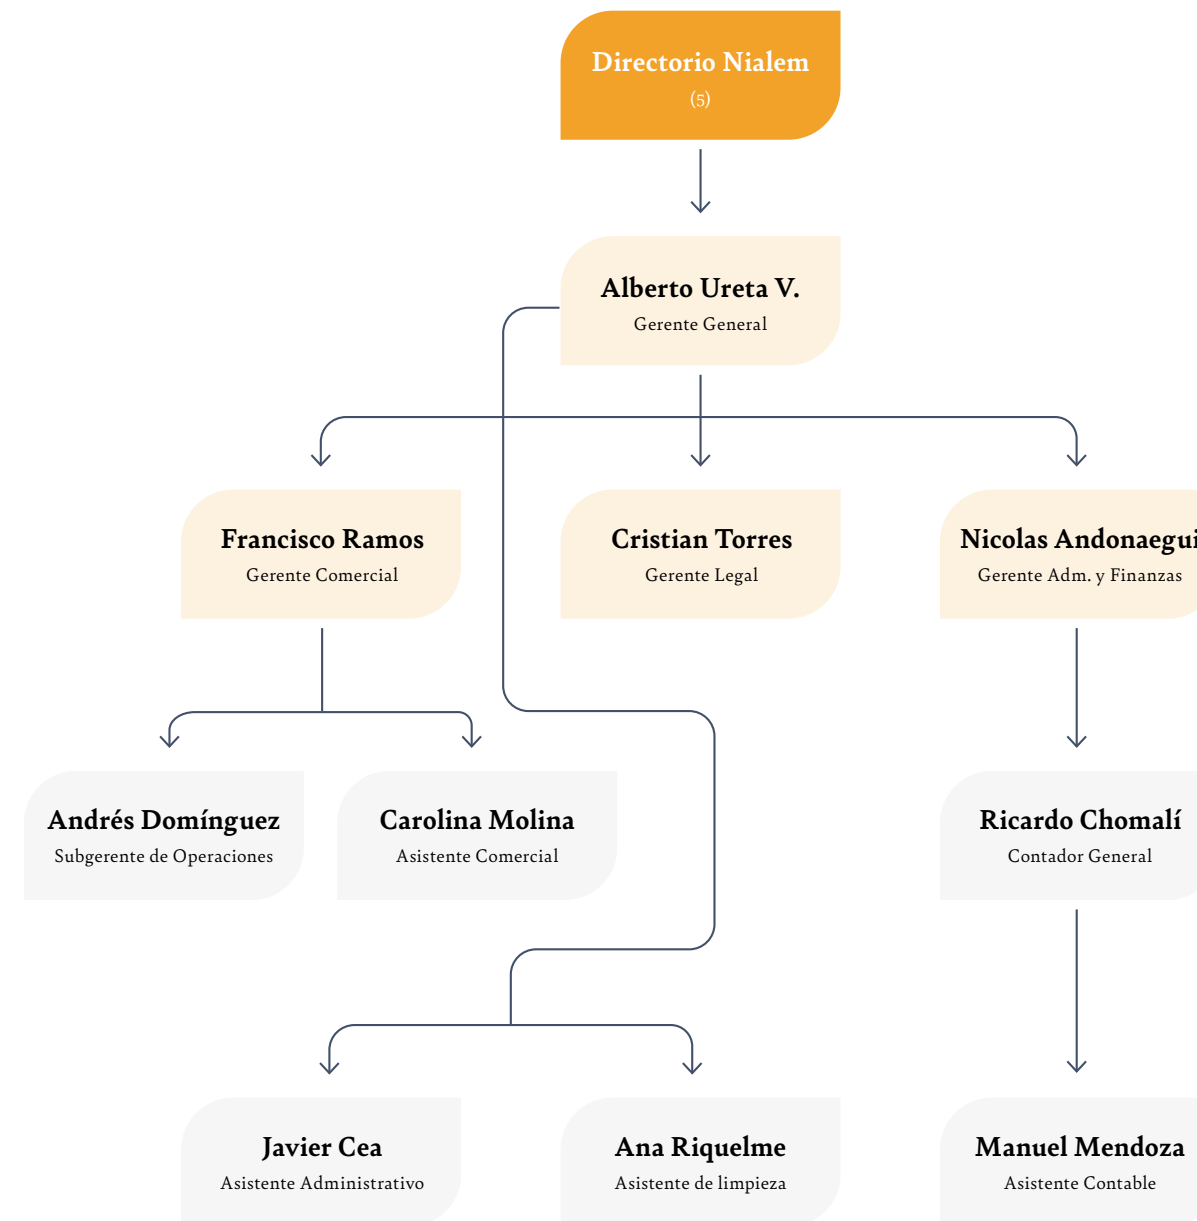 Directorio Nialem
(5)
Alberto Ureta V.
Gerente General
Francisco Ramos
Gerente Comercial
Cristian Torres
Gerente Legal
Nicolas Andonaegui
Gerente Adm. y Finanzas
Andrés Domínguez
Subgerente de Operaciones
Carolina Molina
Asistente Comercial
Ricardo Chomalí
Contador General
Javier Cea
Asistente Administrativo
Ana Riquelme
Asistente de limpieza
Manuel Mendoza
Asistente Contable